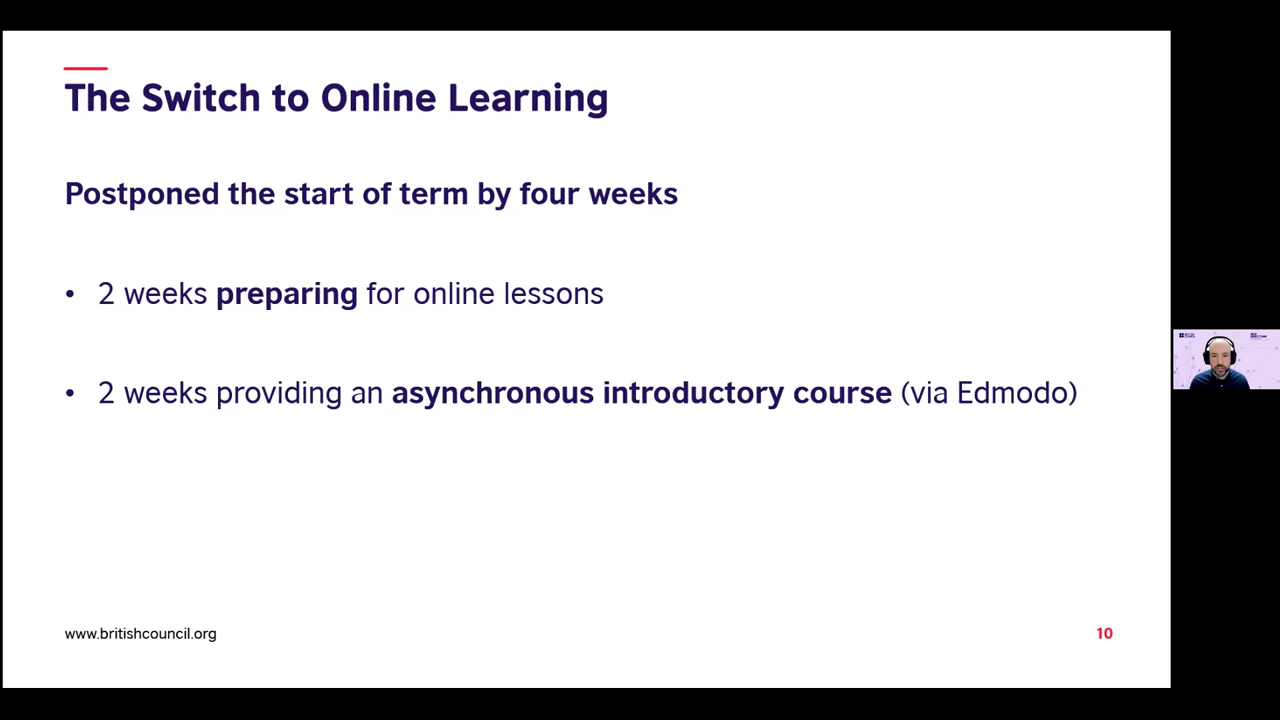 The Switch to Online Learning
Postponed the start of term by four weeks
• 2 weeks preparing for online lessons
• 2 weeks providing an asynchronous introductory course (via Edmodo)
www.britishcouncil.org
10